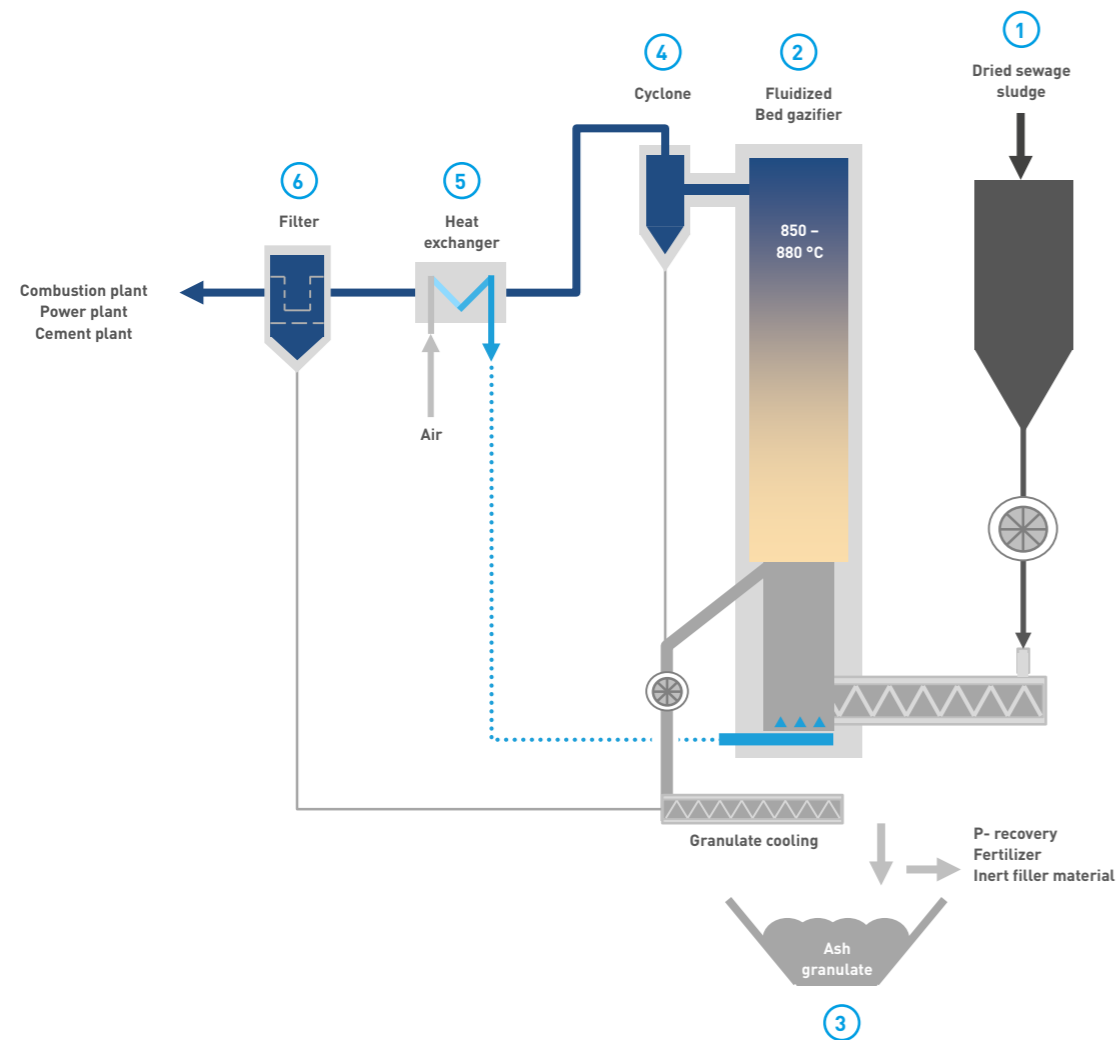 1
Dried sewage
sludge
2
Fluidized
Bed gazifier
850 –
880 °C
4
Cyclone
5
Heat
exchanger
6
Filter
Combustion plant
Power plant
Cement plant
Air
Granulate cooling
P- recovery
Fertilizer
Inert filler material
Ash
granulate
3